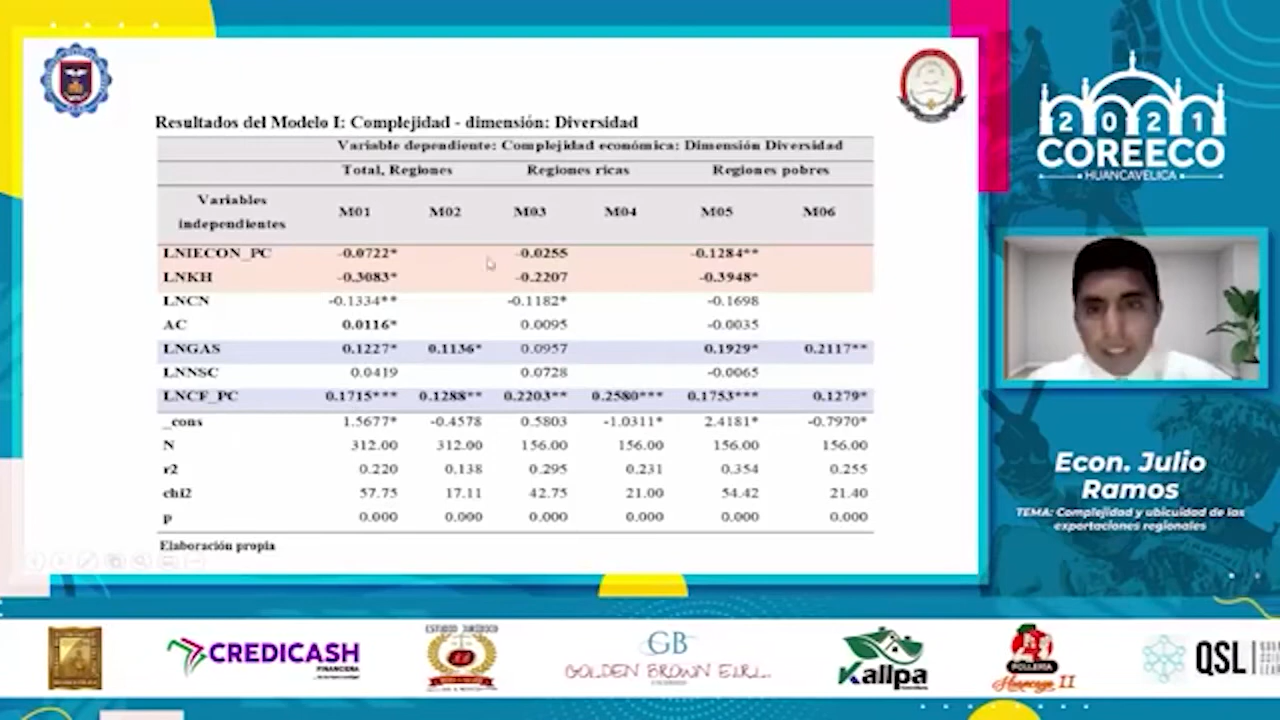 Resultados del Modelo I: Complejidad - dimensión: Diversidad
Variable dependiente: Complejidad económica: Dimensión Diversidad
Total, Regiones Regiones ricas Regiones pobres
Variables independientes M01 M02 M03 M04 M05 M06
LNIECON_PC -0.0722* -0.0255 -0.1284**
LNKH -0.3083* -0.2207 -0.3948*
LNCN -0.1334** -0.1182* -0.1698
AC 0.0116* 0.0095 -0.0035
LNGAS 0.1227* 0.1136* 0.0957 0.1929* 0.2117**
LNNSC 0.0419 0.0728 -0.0065
LNCF_PC 0.1715*** 0.1288** 0.2203** 0.2580*** 0.1753*** 0.1279*
_cons 1.5677* -0.4578 0.5803 -1.0311* 2.4181* -0.7970*
N 312.00 312.00 156.00 156.00 156.00 156.00
r2 0.220 0.138 0.295 0.231 0.354 0.255
chi2 57.75 17.11 42.75 21.00 54.42 21.40
p 0.000 0.000 0.000 0.000 0.000 0.000
Elaboración propia
2021
COREECO
HUANCAVELICA
Econ. Julio
Ramos
TEMA: Complejidad y ubicuidad de las
exportaciones regionales
CREDICASH
FINANCIERA
ESTUDIO JURÍDICO
GB
GOLDEN BROWN E.I.R.L.
Kallpa
POLLERIA
Huancayo II
QSL